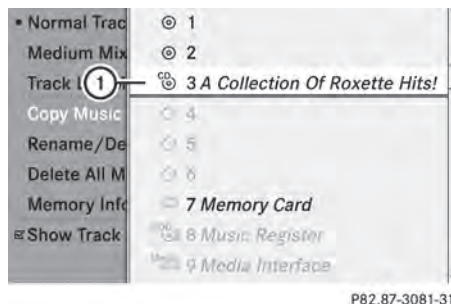 • Normal Trac
Medium Mix
Track
Copy Music
Rename/De
Delete All M
Memory Info
Show Track
1
2
1
CD 3 A Collection Of Roxette Hits!
4
5
6
7 Memory Card
8 Music Register
9 Media Interface
P82.87-3081-31